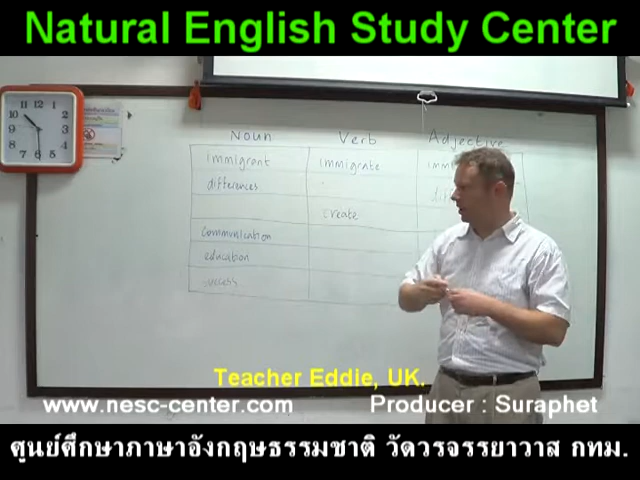 Natural English Study Center
Noun Verb Adjective
immigrant immigrate
differences
create
communication
education
success
Teacher Eddie, UK.
www.nesc-center.com Producer : Suraphet
ศูนย์ศึกษาภาษาอังกฤษธรรมชาติ วัดวรจรรยาวาส กทม.